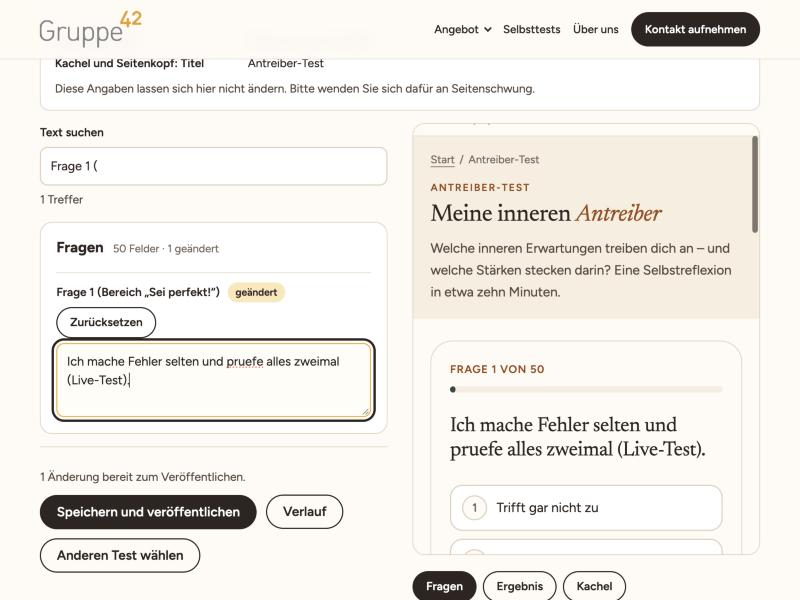 Gruppe42
Angebot
Selbsttests
Über uns
Kontakt aufnehmen
Kachel und Seitenkopf: Titel
Antreiber-Test
Diese Angaben lassen sich hier nicht ändern. Bitte wenden Sie sich dafür an Seitenschwung.
Text suchen
Frage 1 (
1 Treffer
Fragen 50 Felder · 1 geändert
Frage 1 (Bereich „Sei perfekt!“) geändert
Zurücksetzen
Ich mache Fehler selten und pruefe alles zweimal
(Live-Test).
1 Änderung bereit zum Veröffentlichen.
Speichern und veröffentlichen
Verlauf
Anderen Test wählen
Start / Antreiber-Test
ANTREIBER-TEST
Meine inneren Antreiber
Welche inneren Erwartungen treiben dich an – und
welche Stärken stecken darin? Eine Selbstreflexion
in etwa zehn Minuten.
FRAGE 1 VON 50
Ich mache Fehler selten und
pruefe alles zweimal (Live-Test).
1 Trifft gar nicht zu
Fragen
Ergebnis
Kachel